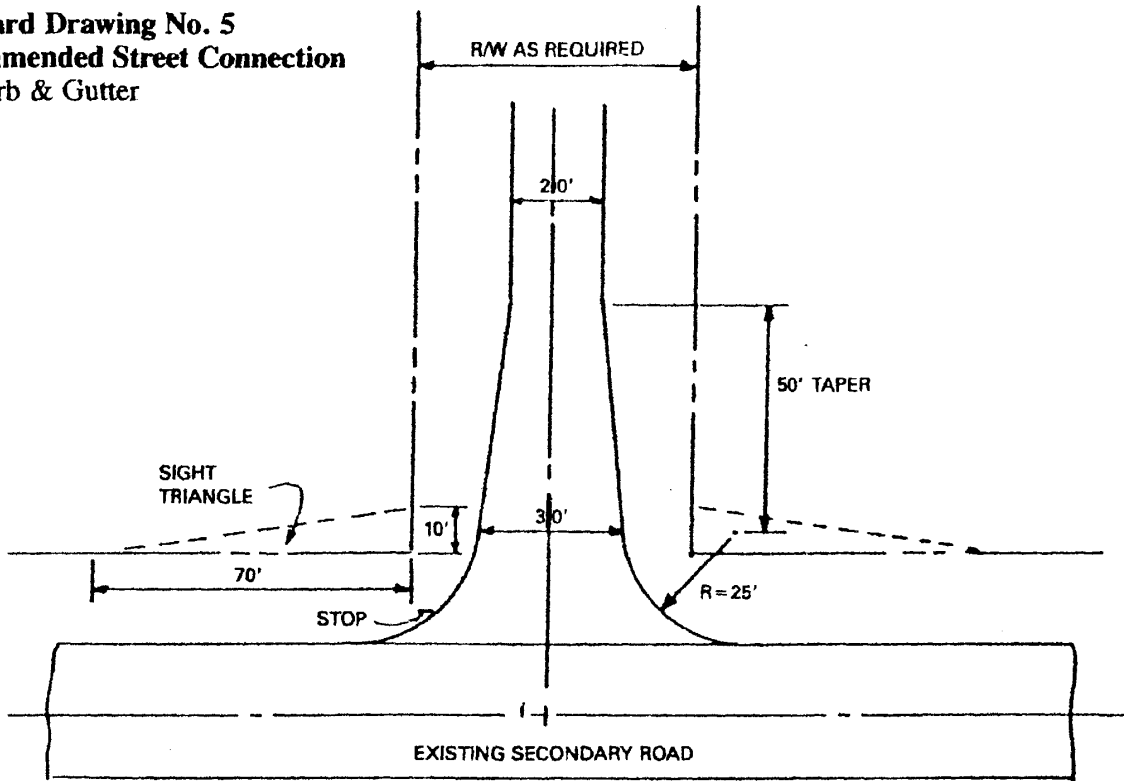 ard Drawing No. 5
mended Street Connection
rb & Gutter
R/W AS REQUIRED
20'
50' TAPER
SIGHT
TRIANGLE
10'
30'
70'
R=25'
STOP
EXISTING SECONDARY ROAD